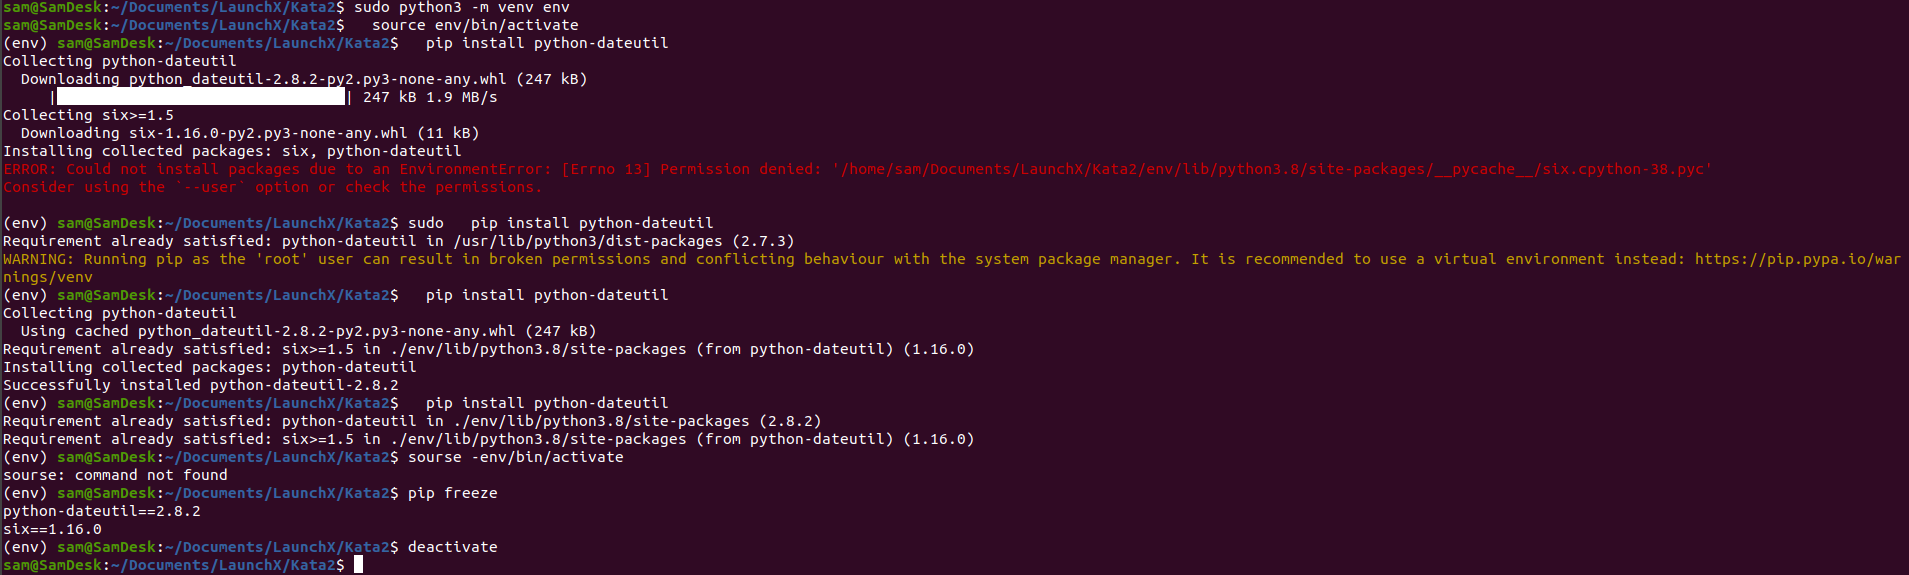 sam@SamDesk:~/Documents/LaunchX/Kata2$ sudo python3 -m venv env
sam@SamDesk:~/Documents/LaunchX/Kata2$   source env/bin/activate
(env) sam@SamDesk:~/Documents/LaunchX/Kata2$   pip install python-dateutil
Collecting python-dateutil
  Downloading python_dateutil-2.8.2-py2.py3-none-any.whl (247 kB)
     |████████████████████████████████| 247 kB 1.9 MB/s
Collecting six>=1.5
  Downloading six-1.16.0-py2.py3-none-any.whl (11 kB)
Installing collected packages: six, python-dateutil
ERROR: Could not install packages due to an EnvironmentError: [Errno 13] Permission denied: '/home/sam/Documents/LaunchX/Kata2/env/lib/python3.8/site-packages/__pycache__/six.cpython-38.pyc'
Consider using the `--user` option or check the permissions.

(env) sam@SamDesk:~/Documents/LaunchX/Kata2$ sudo   pip install python-dateutil
Requirement already satisfied: python-dateutil in /usr/lib/python3/dist-packages (2.7.3)
WARNING: Running pip as the 'root' user can result in broken permissions and conflicting behaviour with the system package manager. It is recommended to use a virtual environment instead: https://pip.pypa.io/war
nings/venv
(env) sam@SamDesk:~/Documents/LaunchX/Kata2$   pip install python-dateutil
Collecting python-dateutil
  Using cached python_dateutil-2.8.2-py2.py3-none-any.whl (247 kB)
Requirement already satisfied: six>=1.5 in ./env/lib/python3.8/site-packages (from python-dateutil) (1.16.0)
Installing collected packages: python-dateutil
Successfully installed python-dateutil-2.8.2
(env) sam@SamDesk:~/Documents/LaunchX/Kata2$   pip install python-dateutil
Requirement already satisfied: python-dateutil in ./env/lib/python3.8/site-packages (2.8.2)
Requirement already satisfied: six>=1.5 in ./env/lib/python3.8/site-packages (from python-dateutil) (1.16.0)
(env) sam@SamDesk:~/Documents/LaunchX/Kata2$ sourse -env/bin/activate
sourse: command not found
(env) sam@SamDesk:~/Documents/LaunchX/Kata2$ pip freeze
python-dateutil==2.8.2
six==1.16.0
(env) sam@SamDesk:~/Documents/LaunchX/Kata2$ deactivate
sam@SamDesk:~/Documents/LaunchX/Kata2$